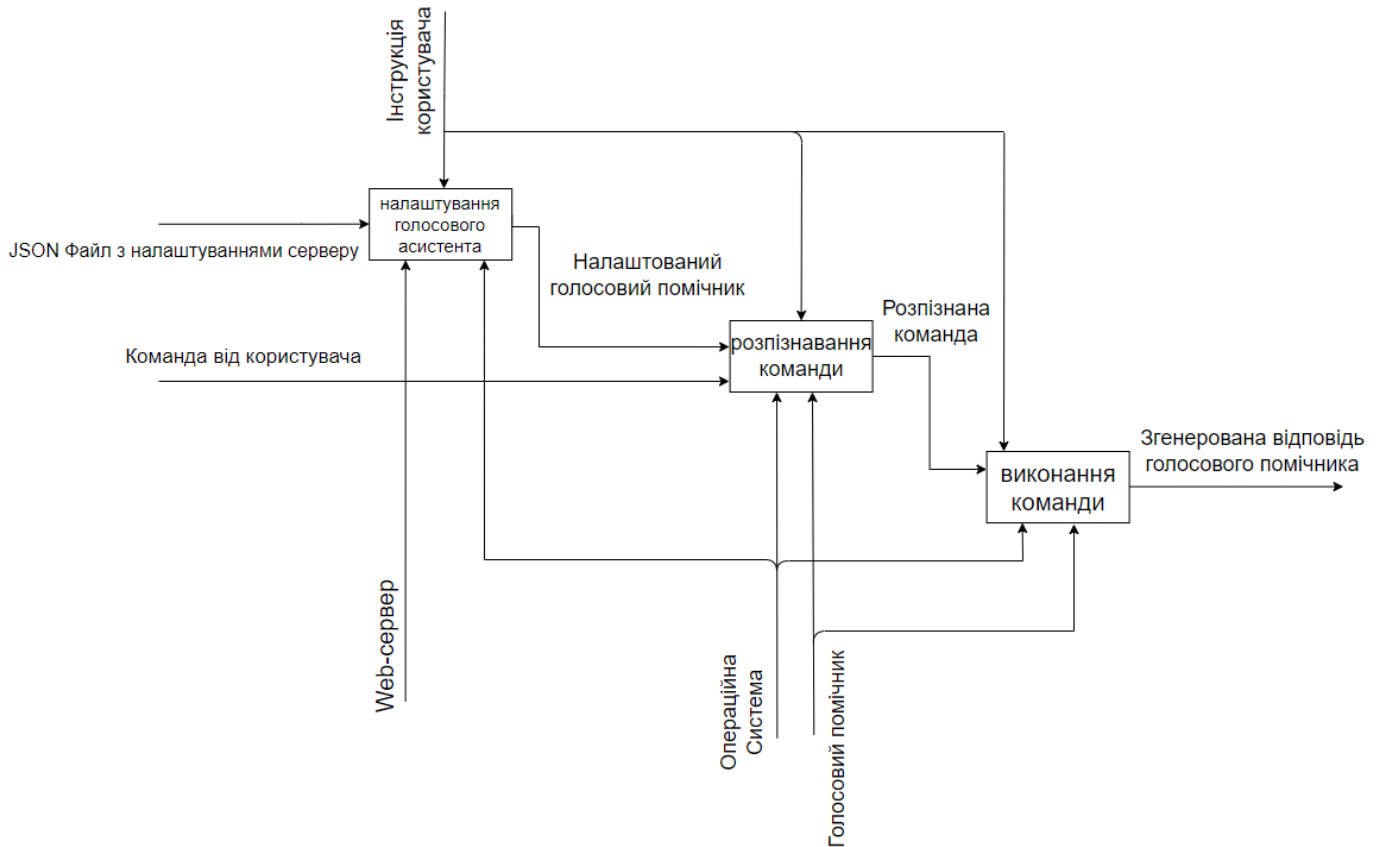 Інструкція
користувача
налаштування
голосового
асистента
JSON Файл з налаштуваннями серверу
Налаштований
голосовий помічник
Розпізнана
команда
розпізнавання
команди
Команда від користувача
Згенерована відповідь
голосового помічника
виконання
команди
Web-сервер
Операційна
Система
Голосовий помічник